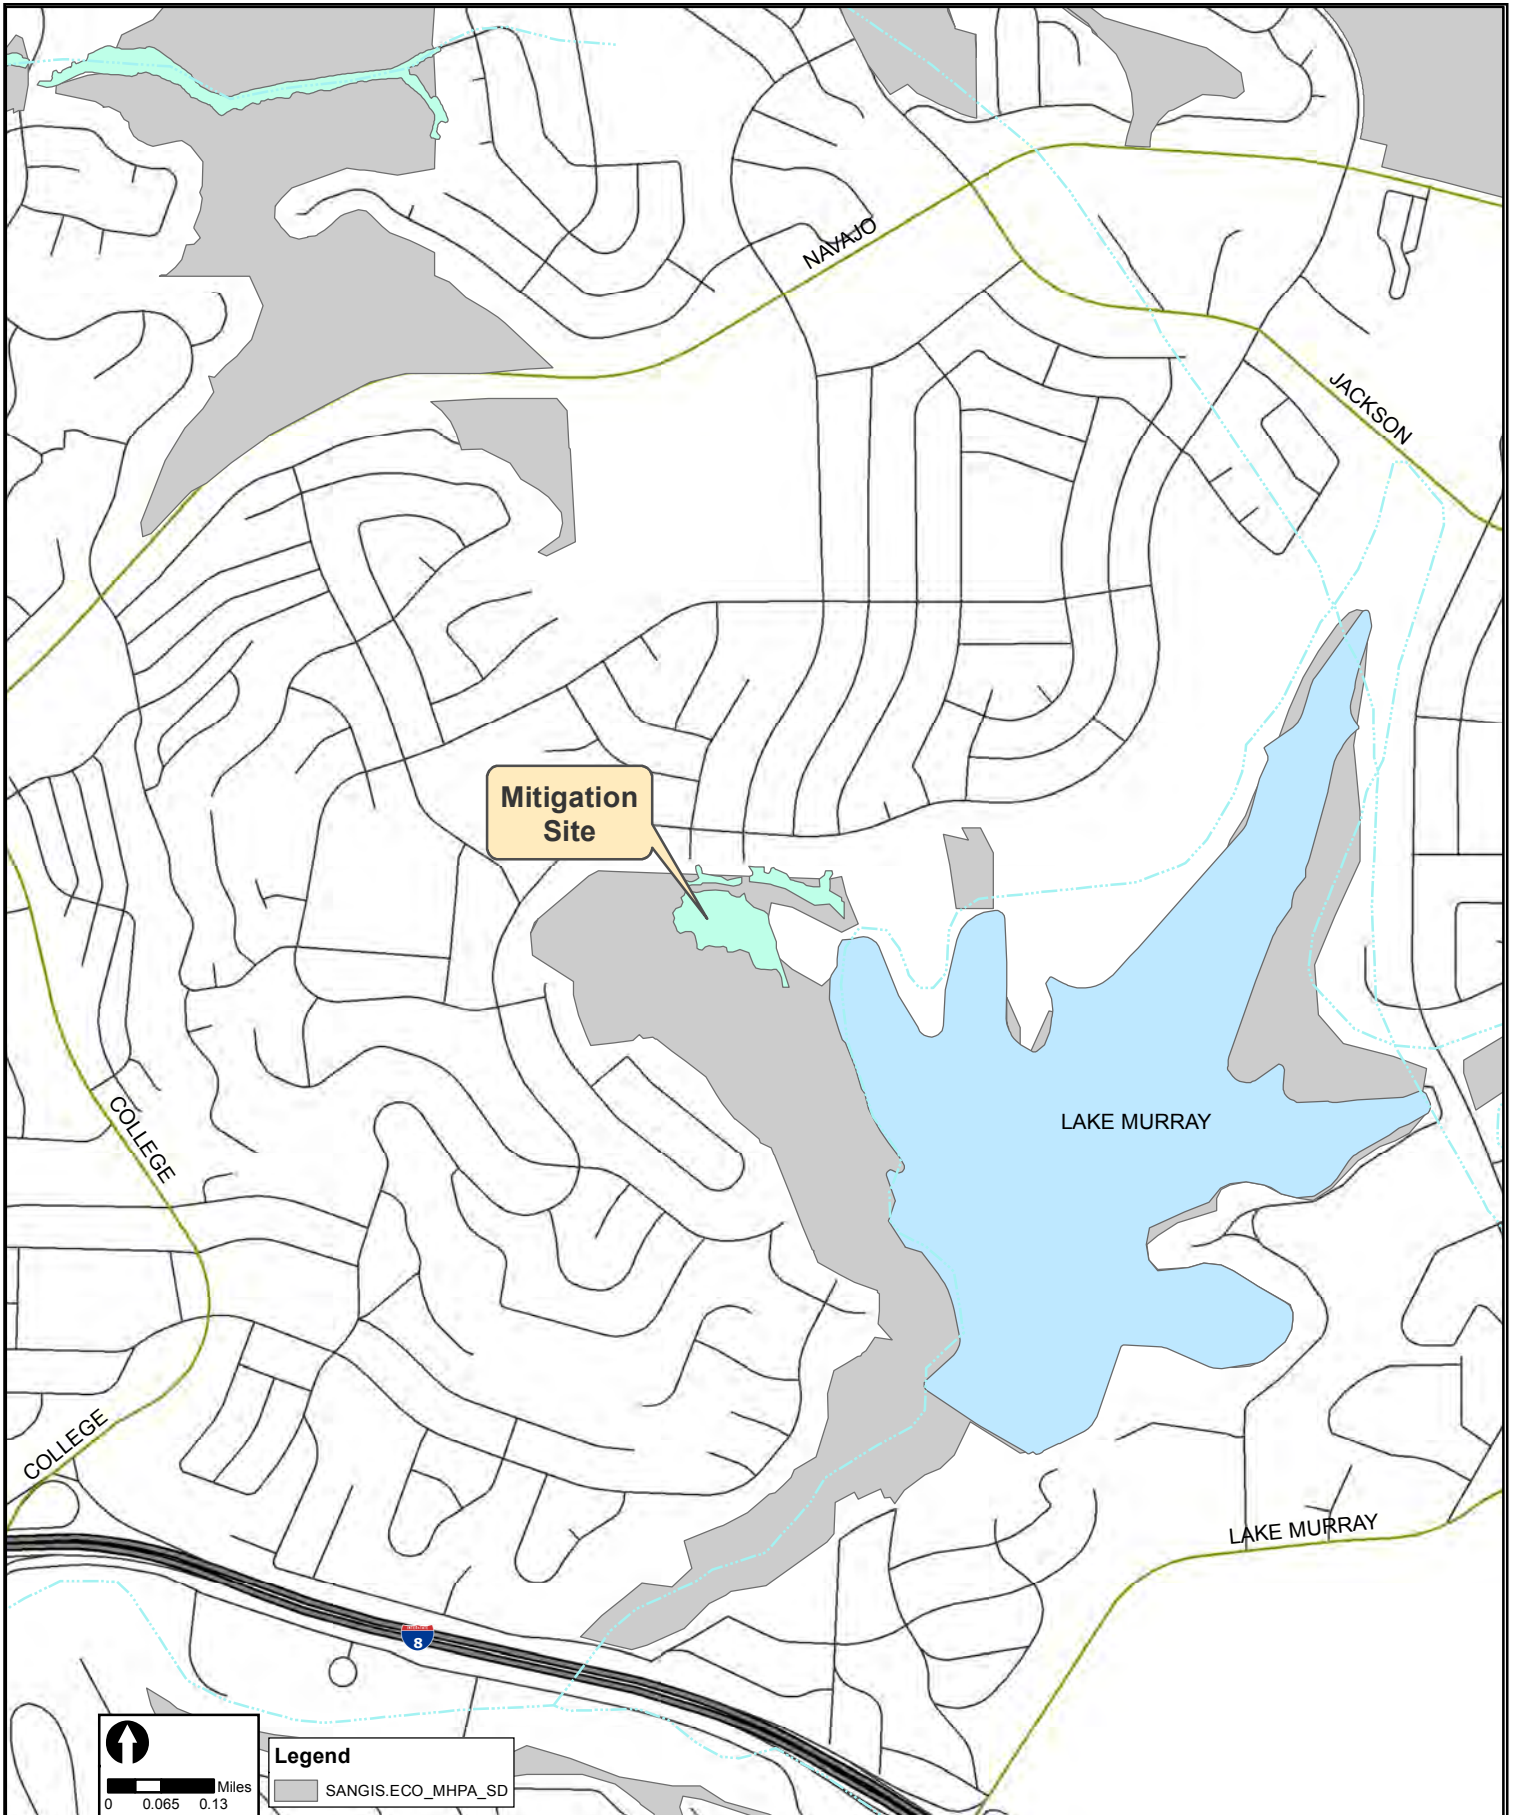 NAVAJO
JACKSON
Mitigation
Site
LAKE MURRAY
COLLEGE
COLLEGE
LAKE MURRAY
INTERSTATE
8
Miles
0 0.065 0.13
Legend
SANGIS.ECO_MHPA_SD